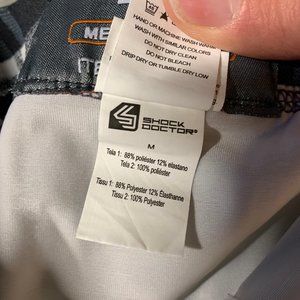 HAND OR MACHINE WASH WARM
WASH WITH SIMILAR COLORS
DO NOT DRY CLEAN
DO NOT BLEACH
DRIP DRY OR TUMBLE DRY LOW
SHOCK
DOCTOR®
M
Tela 1: 88% poliéster 12% elastano
Tela 2: 100% poliéster
Tissu 1: 88% Polyester 12% Élasthanne
Tissu 2: 100% Polyester